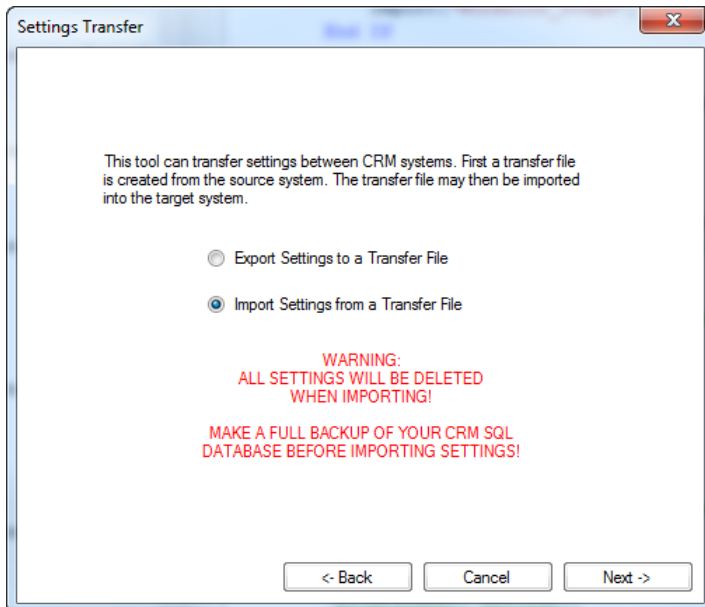 Settings Transfer
This tool can transfer settings between CRM systems. First a transfer file
is created from the source system. The transfer file may then be imported
into the target system.
Export Settings to a Transfer File
Import Settings from a Transfer File
WARNING:
ALL SETTINGS WILL BE DELETED
WHEN IMPORTING!
MAKE A FULL BACKUP OF YOUR CRM SQL
DATABASE BEFORE IMPORTING SETTINGS!
<- Back
Cancel
Next ->